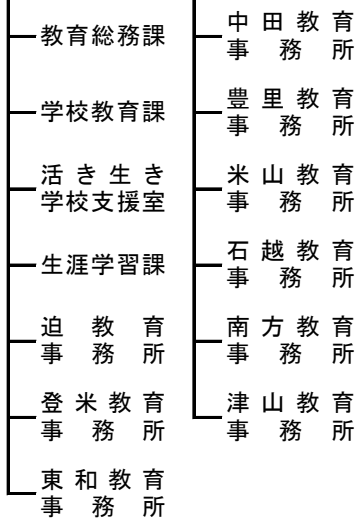 教育総務課
学校教育課
活き生き
学校支援室
生涯学習課
迫教育
事務所
登米教育
事務所
東和教育
事務所
中田教育
事務所
豊里教育
事務所
米山教育
事務所
石越教育
事務所
南方教育
事務所
津山教育
事務所